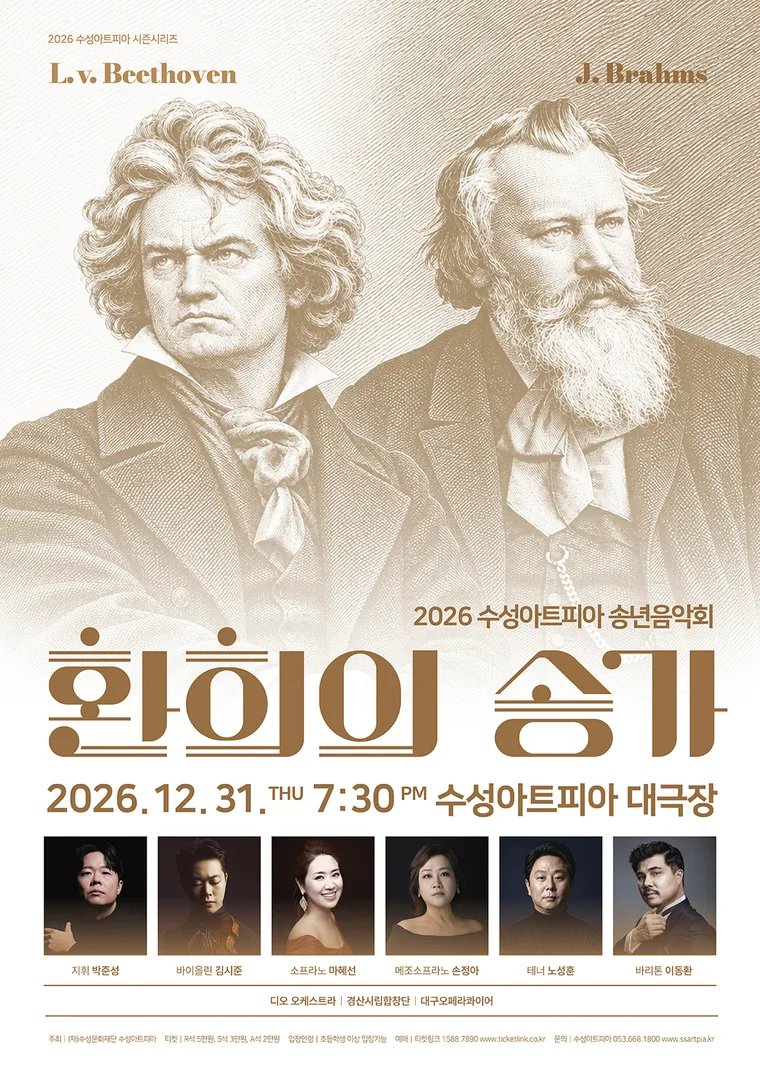 2026 수성아트피아 시즌시리즈
L. v. Beethoven
J. Brahms
2026 수성아트피아 송년음악회
환희의 송가
2026. 12. 31. THU 7:30 PM 수성아트피아 대극장
지휘 박준성
바이올린 김시준
소프라노 마혜선
메조소프라노 손정아
테너 노성훈
바리톤 이동환
디오 오케스트라 | 경산시립합창단 | 대구오페라콰이어
주최 | (재)수성문화재단 수성아트피아 티켓 | R석 5만원, S석 3만원, A석 2만원 입장연령 | 초등학생 이상 입장가능 예매 | 티켓링크 1588.7890 www.ticketlink.co.kr 문의 | 수성아트피아 053.668.1800 www.ssartpia.kr